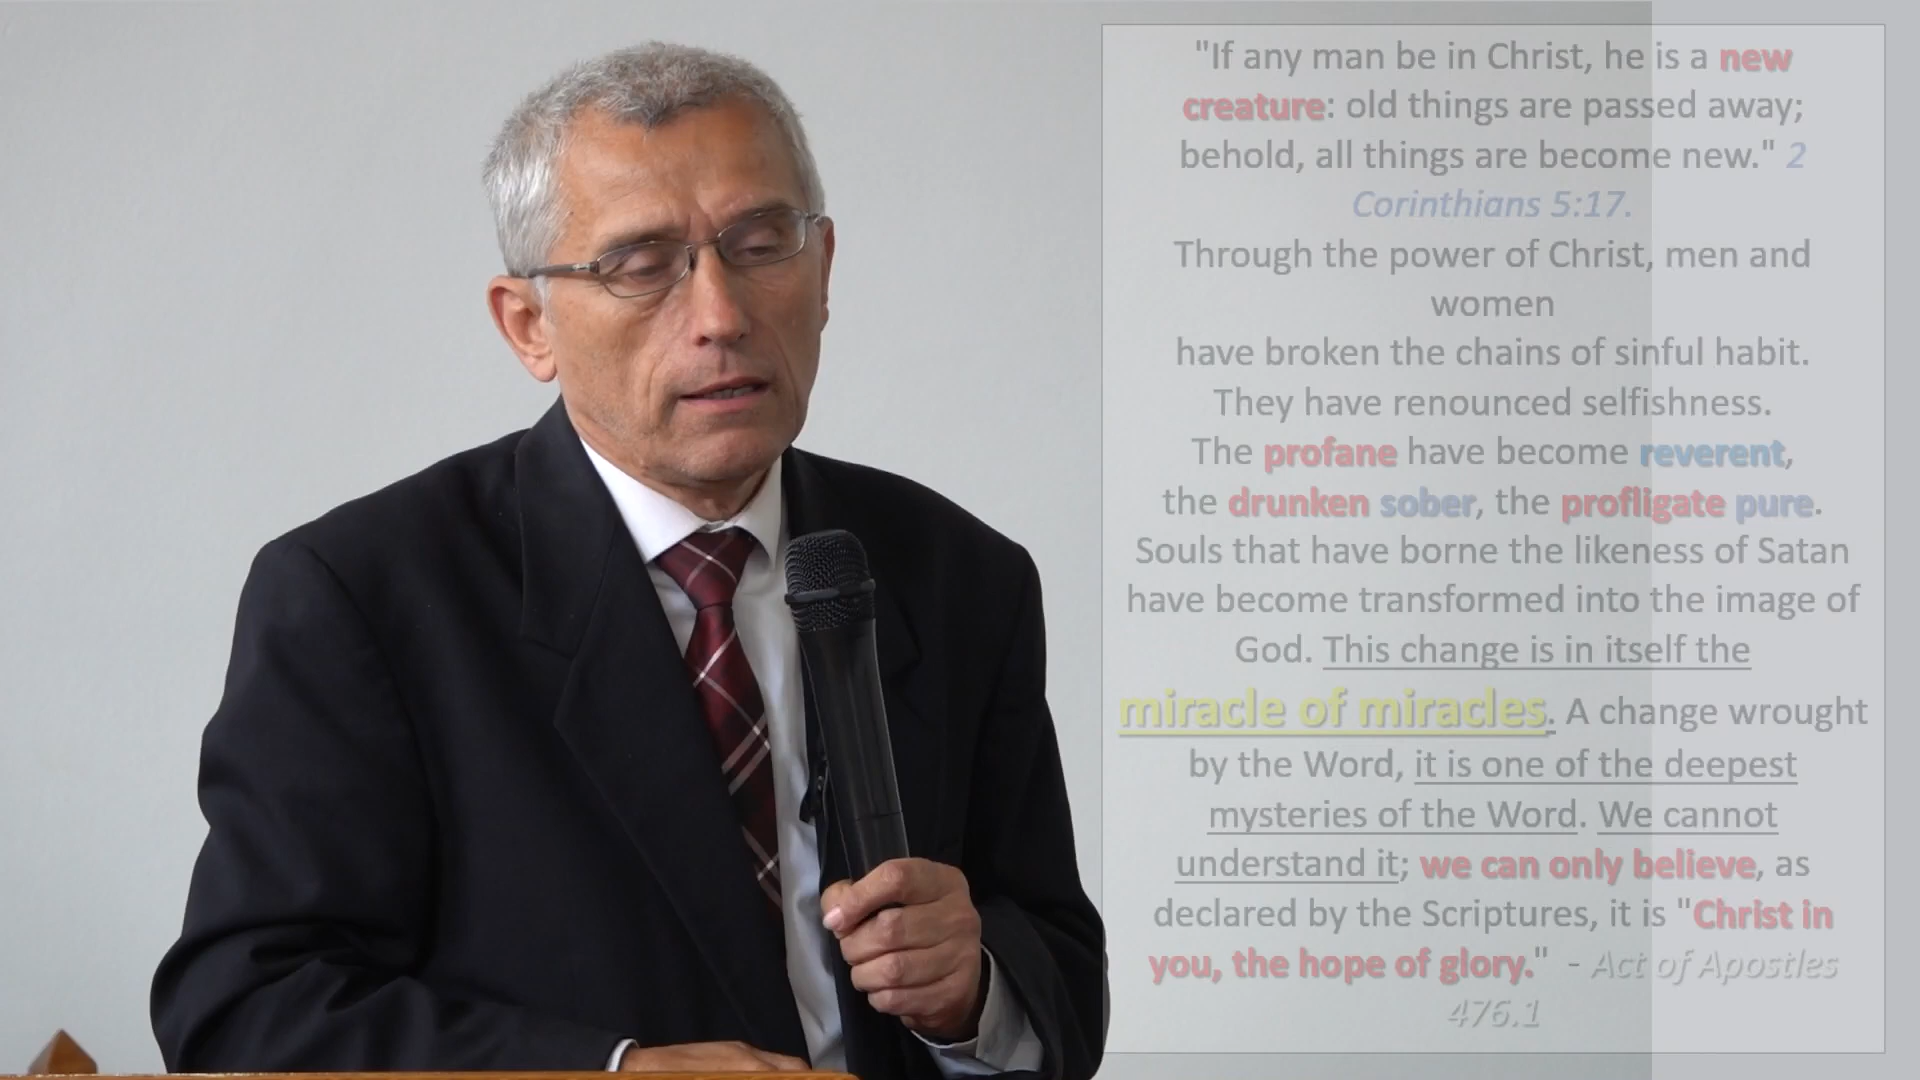 "If any man be in Christ, he is a new
creature: old things are passed away;
behold, all things are become new." 2
Corinthians 5:17.
Through the power of Christ, men and
women
have broken the chains of sinful habit.
They have renounced selfishness.
The profane have become reverent,
the drunken sober, the profligate pure.
Souls that have borne the likeness of Satan
have become transformed into the image of
God. This change is in itself the
miracle of miracles. A change wrought
by the Word, it is one of the deepest
mysteries of the Word. We cannot
understand it; we can only believe, as
declared by the Scriptures, it is "Christ in
you, the hope of glory." - Act of Apostles
476.1